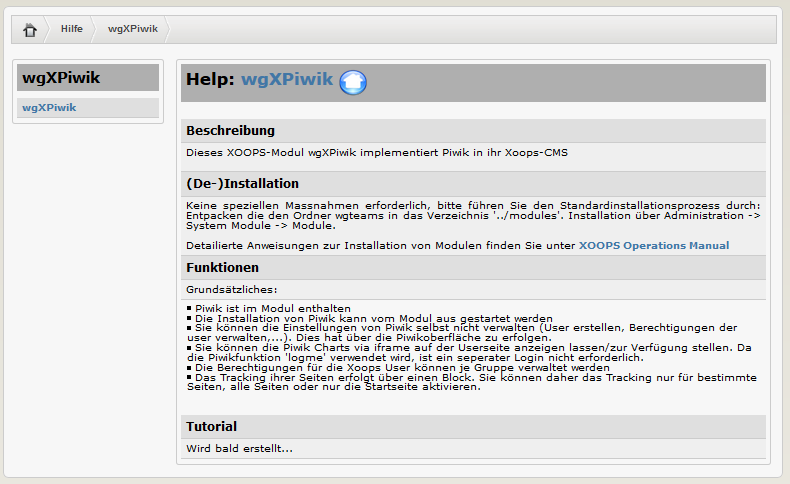 Hilfe wgXPiwik
wgXPiwik
wgXPiwik
Help: wgXPiwik
Beschreibung
Dieses XOOPS-Modul wgXPiwik implementiert Piwik in ihr Xoops-CMS
(De-)Installation
Keine speziellen Massnahmen erforderlich, bitte führen Sie den Standardinstallationsprozess durch:
Entpacken die den Ordner wgteams in das Verzeichnis '../modules'. Installation über Administration ->
System Module -> Module.
Detailierte Anweisungen zur Installation von Modulen finden Sie unter XOOPS Operations Manual
Funktionen
Grundsätzliches:
▪ Piwik ist im Modul enthalten
▪ Die Installation von Piwik kann vom Modul aus gestartet werden
▪ Sie können die Einstellungen von Piwik selbst nicht verwalten (User erstellen, Berechtigungen der
user verwalten,...). Dies hat über die Piwikoberfläche zu erfolgen.
▪ Sie können die Piwik Charts via iframe auf der Userseite anzeigen lassen/zur Verfügung stellen. Da
die Piwikfunktion 'logme' verwendet wird, ist ein seperater Login nicht erforderlich.
▪ Die Berechtigungen für die Xoops User können je Gruppe verwaltet werden
▪ Das Tracking ihrer Seiten erfolgt über einen Block. Sie können daher das Tracking nur für bestimmte
Seiten, alle Seiten oder nur die Startseite aktivieren.
Tutorial
Wird bald erstellt...